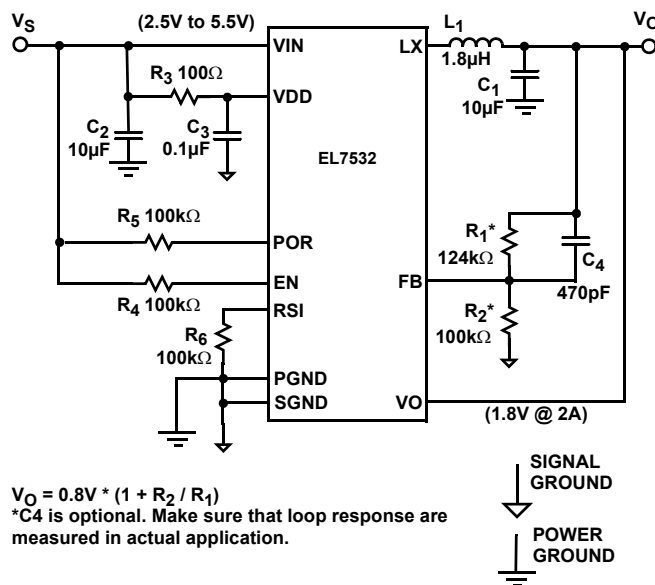 VS
(2.5V to 5.5V)
VIN
LX
L1
1.8µH
VO
R3 100Ω
VDD
C1
10µF
C2
10µF
C3
0.1µF
EL7532
R5 100kΩ
POR
R1*
124kΩ
C4
470pF
EN
FB
R4 100kΩ
RSI
R2*
100kΩ
R6
100kΩ
PGND
SGND
VO
(1.8V @ 2A)
VO = 0.8V * (1 + R2 / R1)
*C4 is optional. Make sure that loop response are
measured in actual application.
SIGNAL
GROUND
POWER
GROUND